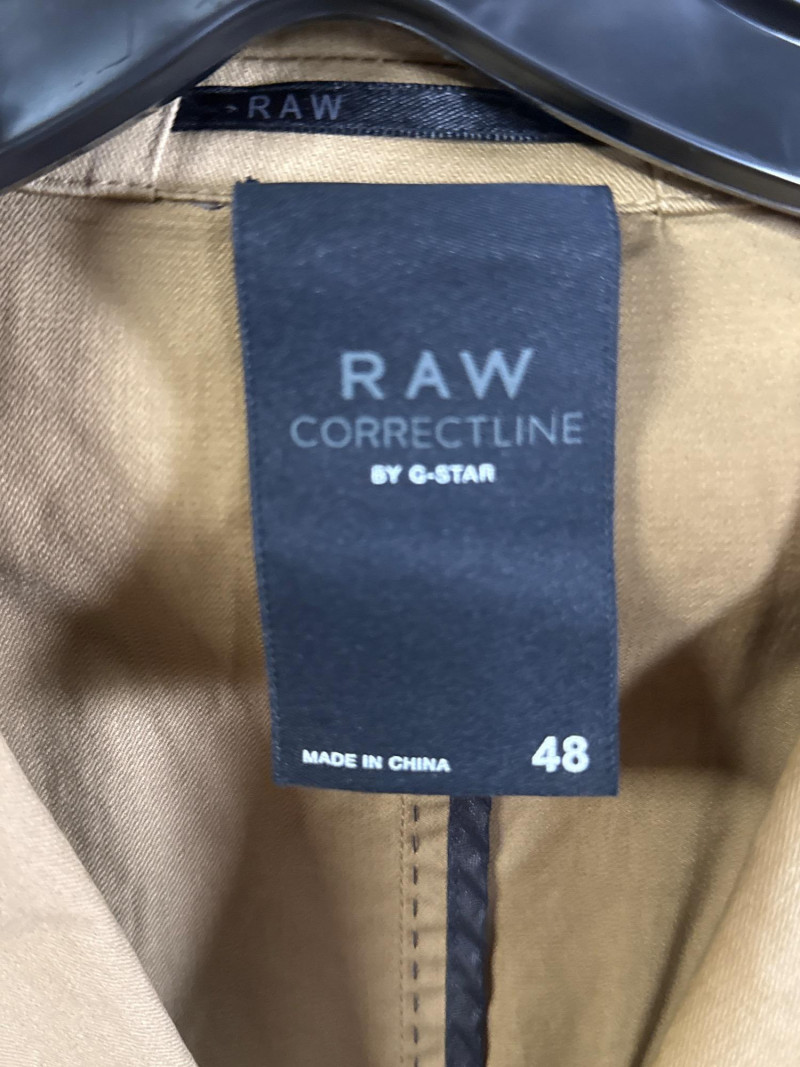 RAW
RAW
CORRECTLINE
BY G-STAR
MADE IN CHINA 48